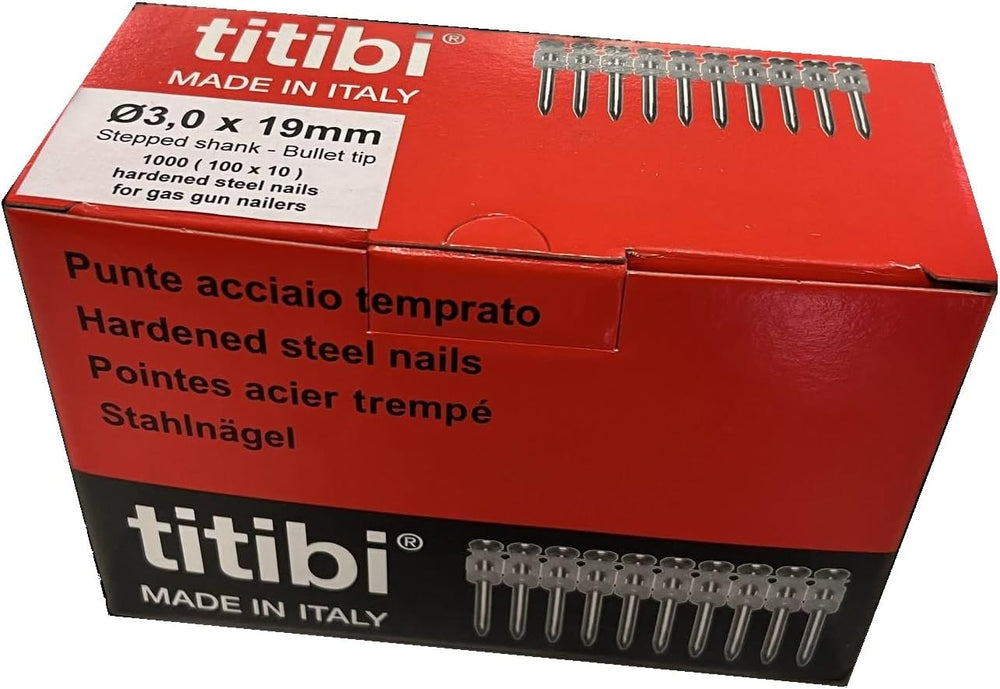 titibi®
MADE IN ITALY
Ø3,0 x 19mm
Stepped shank - Bullet tip
1000 ( 100 x 10 )
hardened steel nails
for gas gun nailers
Punte acciaio temprato
Hardened steel nails
Pointes acier trempé
Stahlnägel
titibi®
MADE IN ITALY